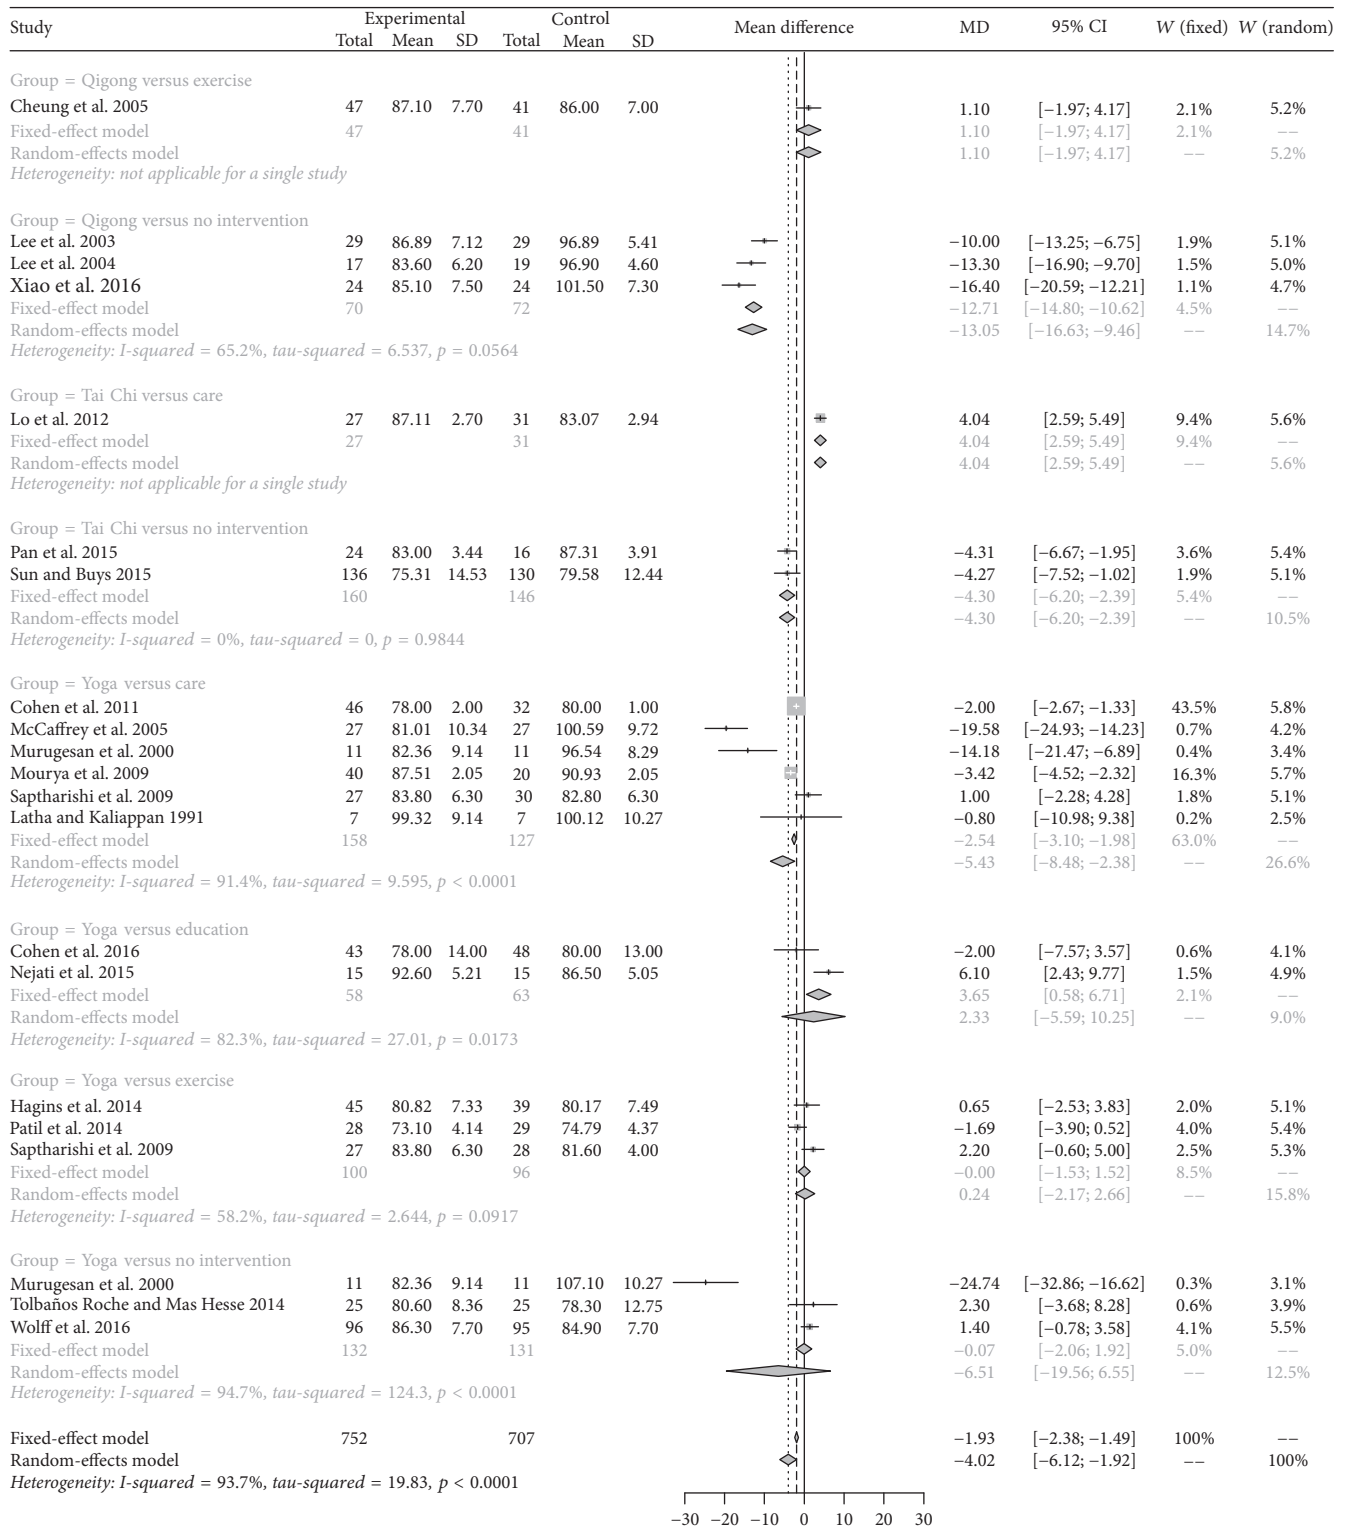 Study Experimental Control Mean difference MD 95% CI W (fixed) W (random)
Total Mean SD Total Mean SD
Group = Qigong versus exercise
Cheung et al. 2005 47 87.10 7.70 41 86.00 7.00 1.10 [−1.97; 4.17] 2.1% 5.2%
Fixed-effect model 47 41 1.10 [−1.97; 4.17] 2.1% −−
Random-effects model 1.10 [−1.97; 4.17] −− 5.2%
Heterogeneity: not applicable for a single study
Group = Qigong versus no intervention
Lee et al. 2003 29 86.89 7.12 29 96.89 5.41 −10.00 [−13.25; −6.75] 1.9% 5.1%
Lee et al. 2004 17 83.60 6.20 19 96.90 4.60 −13.30 [−16.90; −9.70] 1.5% 5.0%
Xiao et al. 2016 24 85.10 7.50 24 101.50 7.30 −16.40 [−20.59; −12.21] 1.1% 4.7%
Fixed-effect model 70 72 −12.71 [−14.80; −10.62] 4.5% −−
Random-effects model −13.05 [−16.63; −9.46] −− 14.7%
Heterogeneity: I-squared = 65.2%, tau-squared = 6.537, p = 0.0564
Group = Tai Chi versus care
Lo et al. 2012 27 87.11 2.70 31 83.07 2.94 4.04 [2.59; 5.49] 9.4% 5.6%
Fixed-effect model 27 31 4.04 [2.59; 5.49] 9.4% −−
Random-effects model 4.04 [2.59; 5.49] −− 5.6%
Heterogeneity: not applicable for a single study
Group = Tai Chi versus no intervention
Pan et al. 2015 24 83.00 3.44 16 87.31 3.91 −4.31 [−6.67; −1.95] 3.6% 5.4%
Sun and Buys 2015 136 75.31 14.53 130 79.58 12.44 −4.27 [−7.52; −1.02] 1.9% 5.1%
Fixed-effect model 160 146 −4.30 [−6.20; −2.39] 5.4% −−
Random-effects model −4.30 [−6.20; −2.39] −− 10.5%
Heterogeneity: I-squared = 0%, tau-squared = 0, p = 0.9844
Group = Yoga versus care
Cohen et al. 2011 46 78.00 2.00 32 80.00 1.00 −2.00 [−2.67; −1.33] 43.5% 5.8%
McCaffrey et al. 2005 27 81.01 10.34 27 100.59 9.72 −19.58 [−24.93; −14.23] 0.7% 4.2%
Murugesan et al. 2000 11 82.36 9.14 11 96.54 8.29 −14.18 [−21.47; −6.89] 0.4% 3.4%
Mourya et al. 2009 40 87.51 2.05 20 90.93 2.05 −3.42 [−4.52; −2.32] 16.3% 5.7%
Saptharishi et al. 2009 27 83.80 6.30 30 82.80 6.30 1.00 [−2.28; 4.28] 1.8% 5.1%
Latha and Kaliappan 1991 7 99.32 9.14 7 100.12 10.27 −0.80 [−10.98; 9.38] 0.2% 2.5%
Fixed-effect model 158 127 −2.54 [−3.10; −1.98] 63.0% −−
Random-effects model −5.43 [−8.48; −2.38] −− 26.6%
Heterogeneity: I-squared = 91.4%, tau-squared = 9.595, p < 0.0001
Group = Yoga versus education
Cohen et al. 2016 43 78.00 14.00 48 80.00 13.00 −2.00 [−7.57; 3.57] 0.6% 4.1%
Nejati et al. 2015 15 92.60 5.21 15 86.50 5.05 6.10 [2.43; 9.77] 1.5% 4.9%
Fixed-effect model 58 63 3.65 [0.58; 6.71] 2.1% −−
Random-effects model 2.33 [−5.59; 10.25] −− 9.0%
Heterogeneity: I-squared = 82.3%, tau-squared = 27.01, p = 0.0173
Group = Yoga versus exercise
Hagins et al. 2014 45 80.82 7.33 39 80.17 7.49 0.65 [−2.53; 3.83] 2.0% 5.1%
Patil et al. 2014 28 73.10 4.14 29 74.79 4.37 −1.69 [−3.90; 0.52] 4.0% 5.4%
Saptharishi et al. 2009 27 83.80 6.30 28 81.60 4.00 2.20 [−0.60; 5.00] 2.5% 5.3%
Fixed-effect model 100 96 −0.00 [−1.53; 1.52] 8.5% −−
Random-effects model 0.24 [−2.17; 2.66] −− 15.8%
Heterogeneity: I-squared = 58.2%, tau-squared = 2.644, p = 0.0917
Group = Yoga versus no intervention
Murugesan et al. 2000 11 82.36 9.14 11 107.10 10.27 −24.74 [−32.86; −16.62] 0.3% 3.1%
Tolbaños Roche and Mas Hesse 2014 25 80.60 8.36 25 78.30 12.75 2.30 [−3.68; 8.28] 0.6% 3.9%
Wolff et al. 2016 96 86.30 7.70 95 84.90 7.70 1.40 [−0.78; 3.58] 4.1% 5.5%
Fixed-effect model 132 131 −0.07 [−2.06; 1.92] 5.0% −−
Random-effects model −6.51 [−19.56; 6.55] −− 12.5%
Heterogeneity: I-squared = 94.7%, tau-squared = 124.3, p < 0.0001
Fixed-effect model 752 707 −1.93 [−2.38; −1.49] 100% −−
Random-effects model −4.02 [−6.12; −1.92] −− 100%
Heterogeneity: I-squared = 93.7%, tau-squared = 19.83, p < 0.0001
−30 −20 −10 0 10 20 30